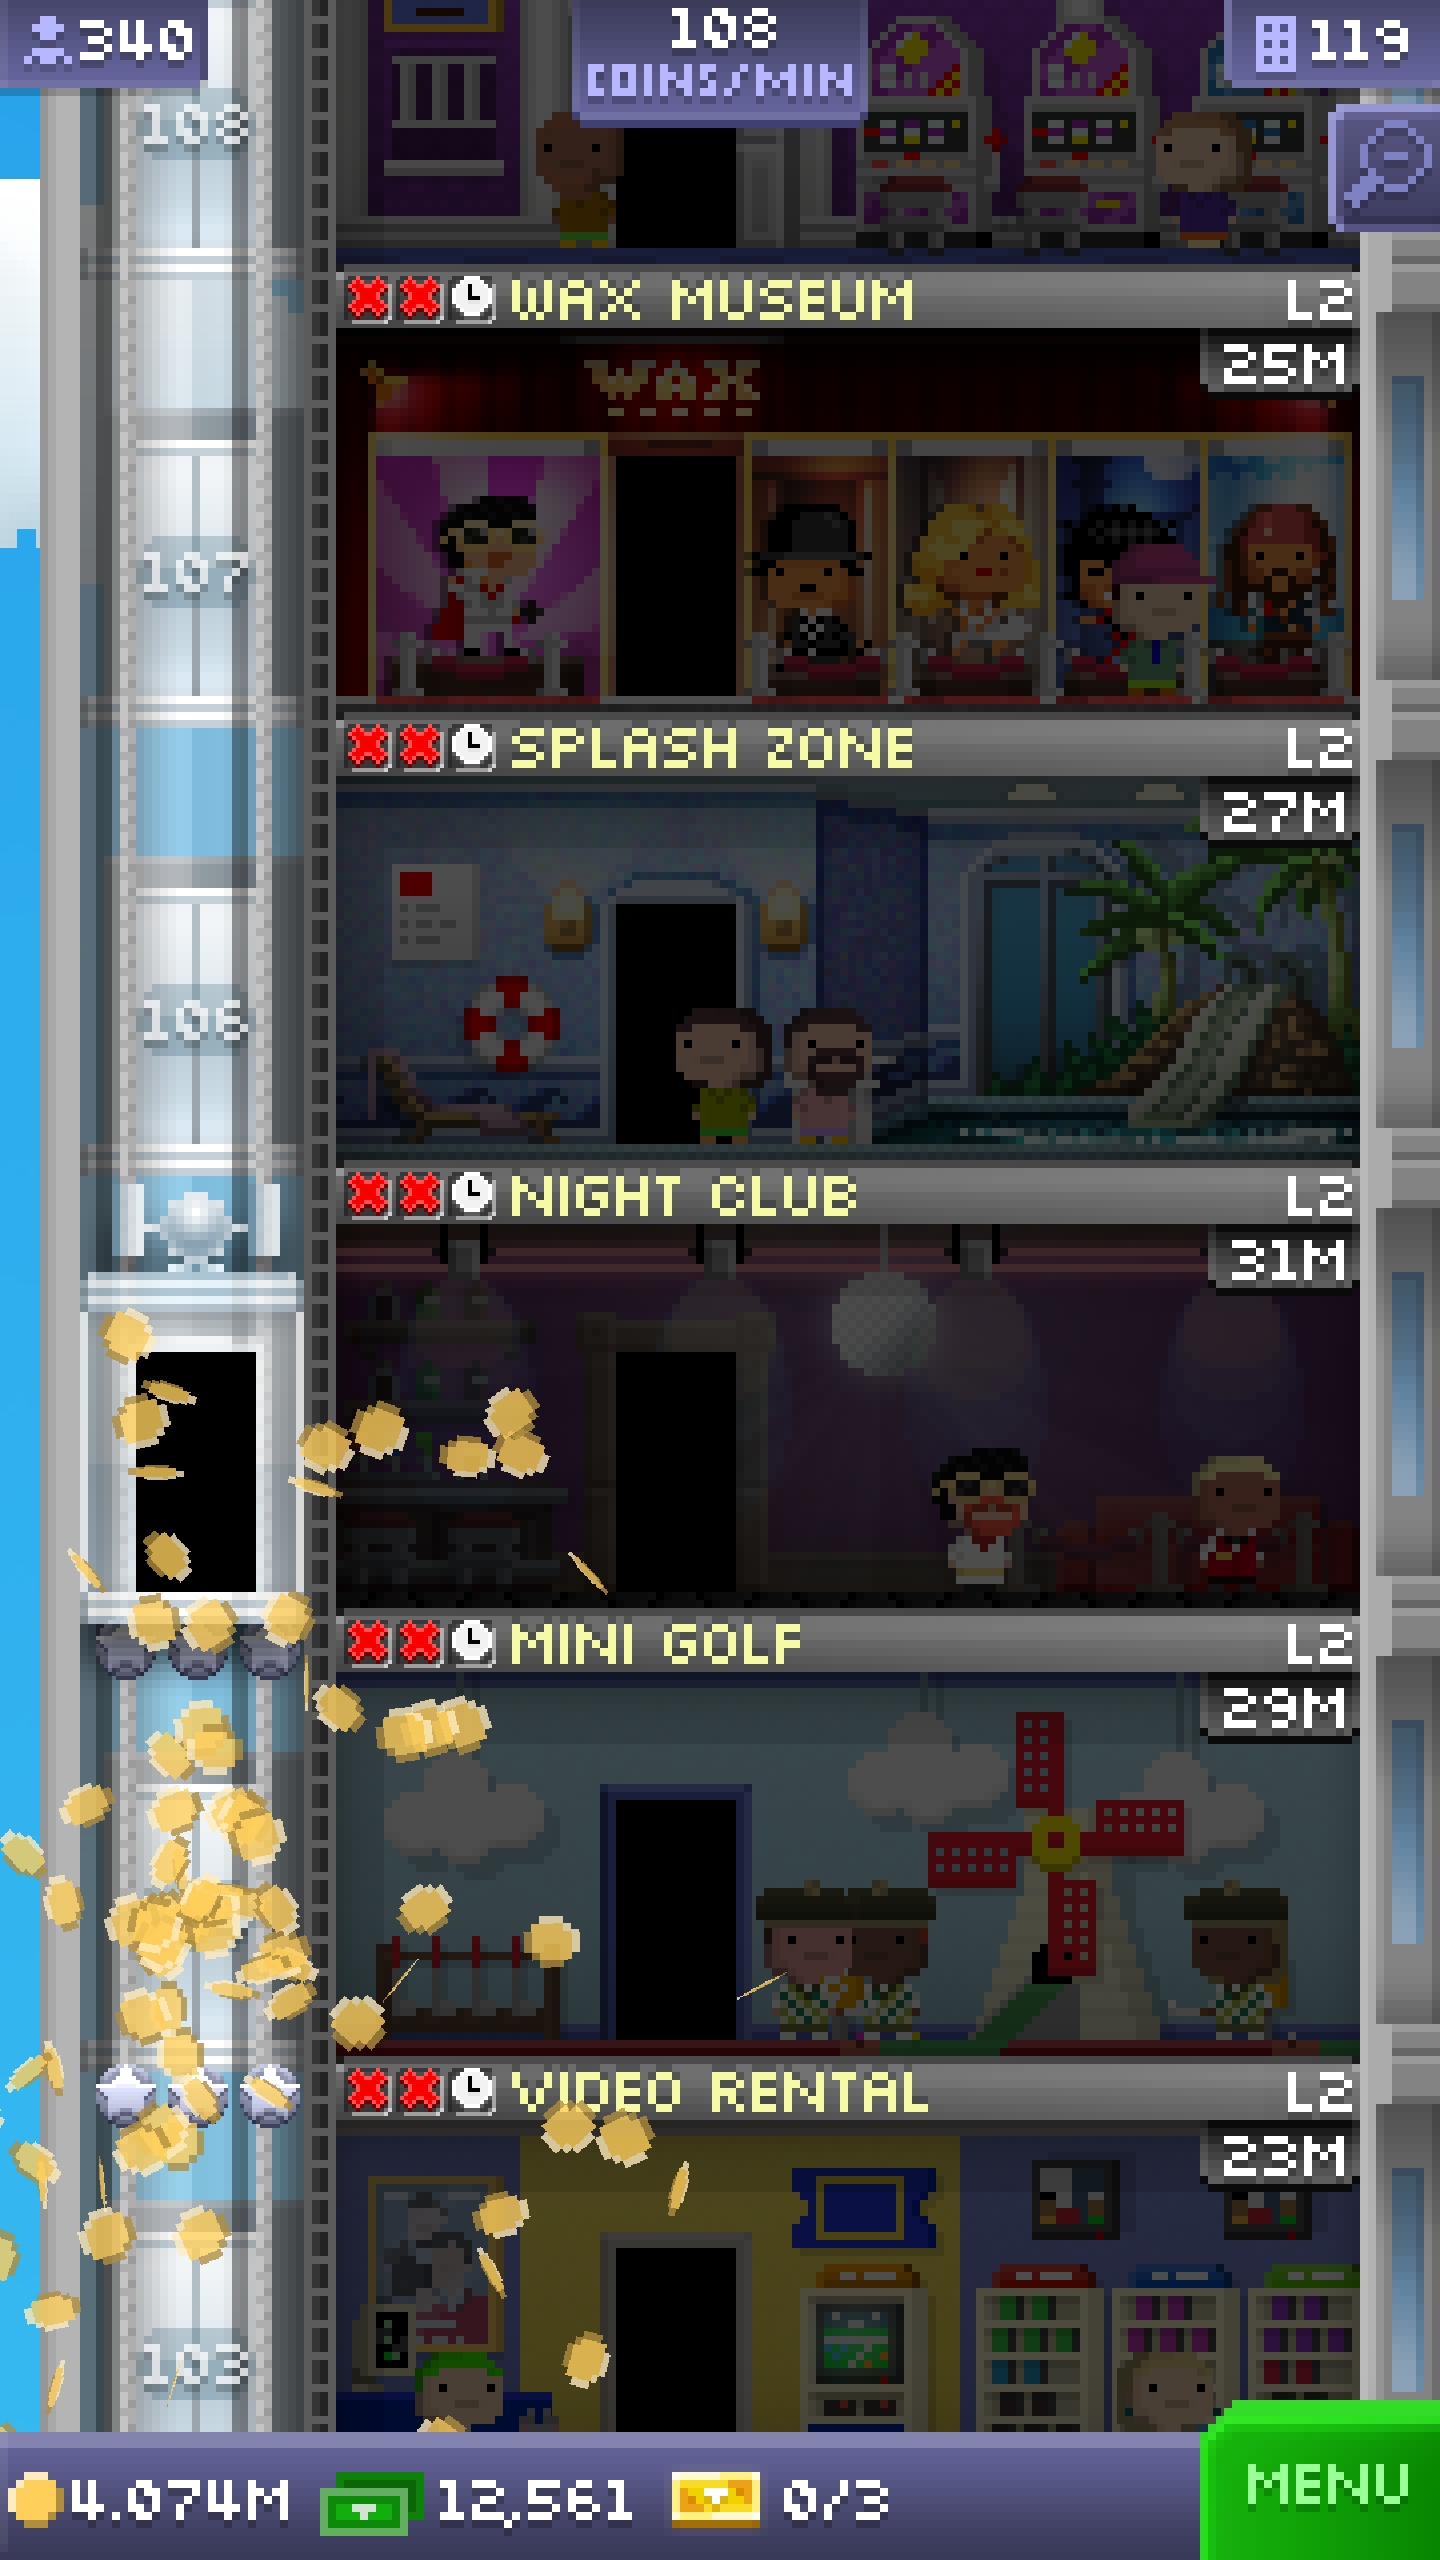 340
108
COINS/MIN
119
108
WAX MUSEUM L2
25M
WAX
107
SPLASH ZONE L2
27M
106
NIGHT CLUB L2
31M
MINI GOLF L2
29M
VIDEO RENTAL L2
23M
103
4.074M 12,561 0/3
MENU